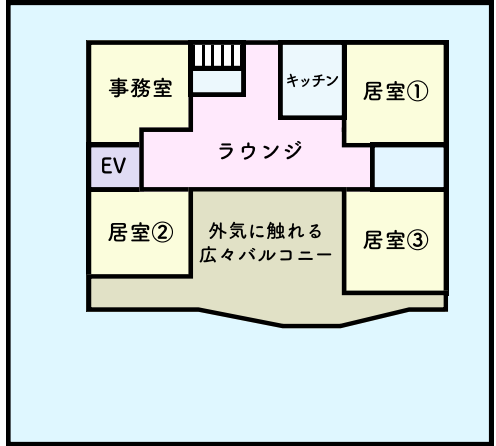 事務室
キッチン
居室①
ラウンジ
EV
居室②
外気に触れる
広々バルコニー
居室③